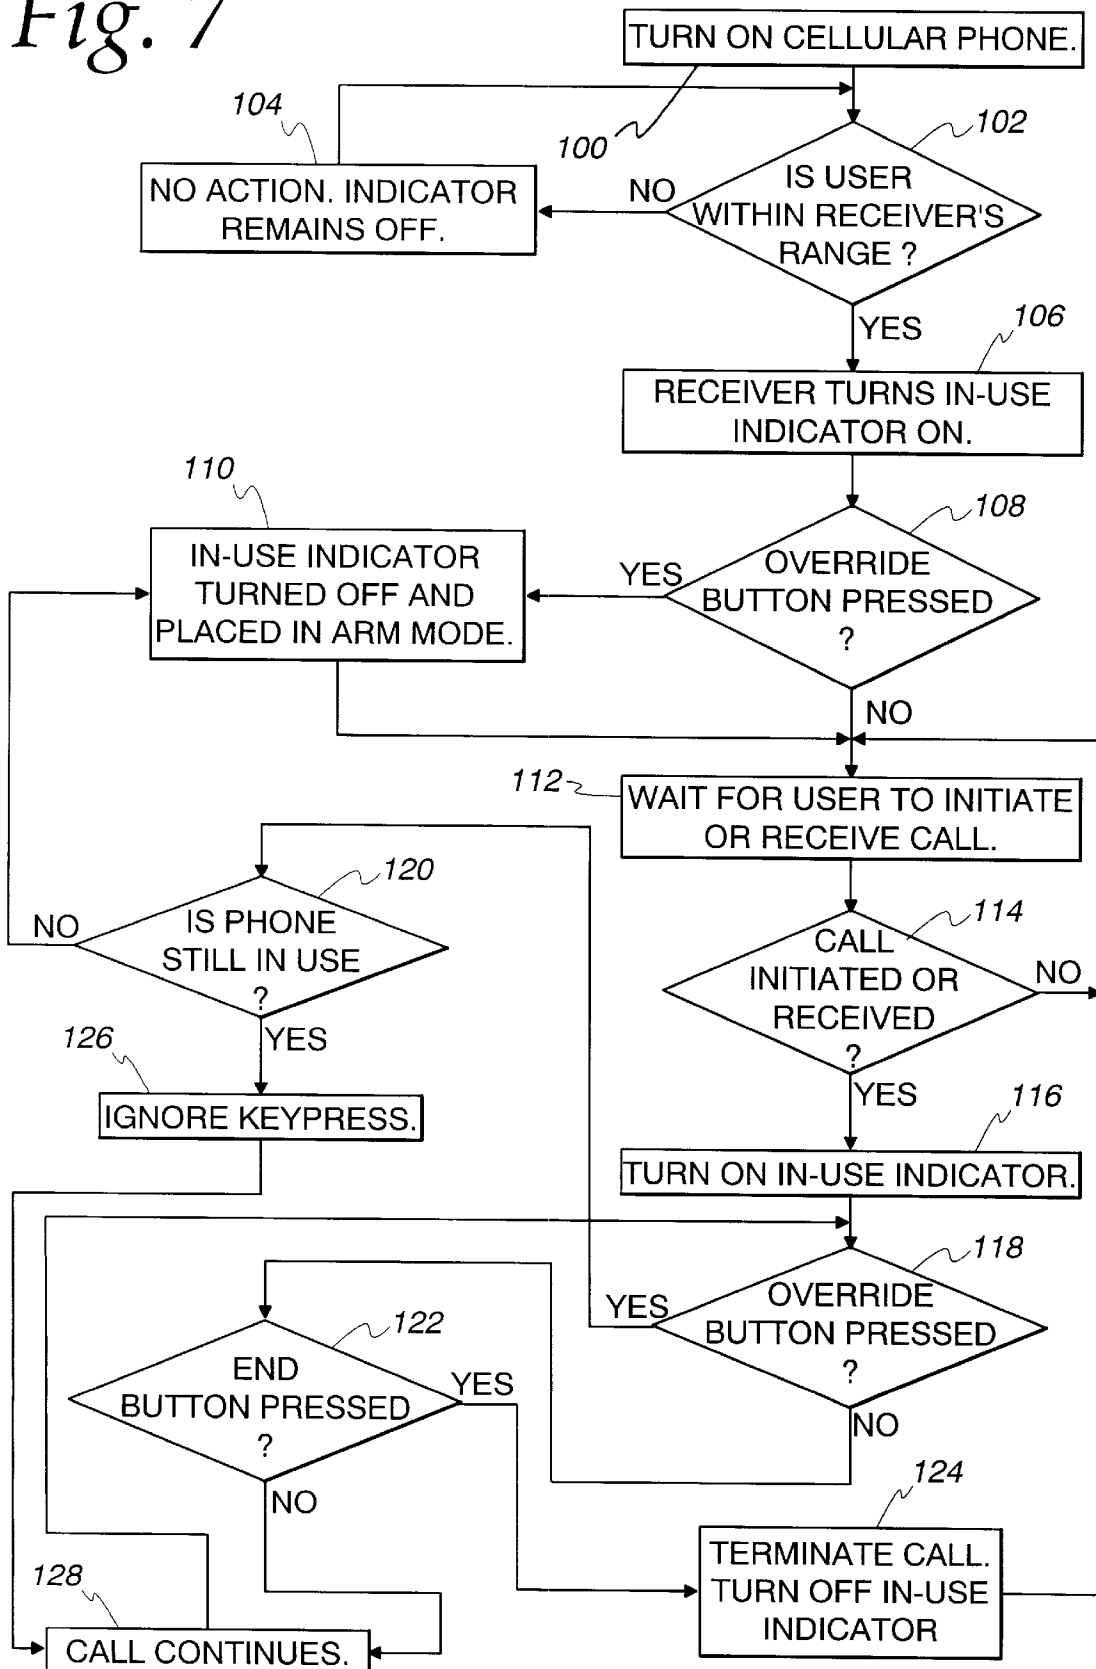 Fig. 7
TURN ON CELLULAR PHONE.
100
102
IS USER
WITHIN RECEIVER'S
RANGE ?
NO
104
NO ACTION. INDICATOR
REMAINS OFF.
YES
106
RECEIVER TURNS IN-USE
INDICATOR ON.
108
OVERRIDE
BUTTON PRESSED
?
YES
110
IN-USE INDICATOR
TURNED OFF AND
PLACED IN ARM MODE.
NO
112
WAIT FOR USER TO INITIATE
OR RECEIVE CALL.
114
CALL
INITIATED OR
RECEIVED
?
NO
YES
116
TURN ON IN-USE INDICATOR.
118
OVERRIDE
BUTTON PRESSED
?
YES
NO
120
IS PHONE
STILL IN USE
?
NO
YES
126
IGNORE KEYPRESS.
122
END
BUTTON PRESSED
?
YES
NO
124
TERMINATE CALL.
TURN OFF IN-USE
INDICATOR
128
CALL CONTINUES.